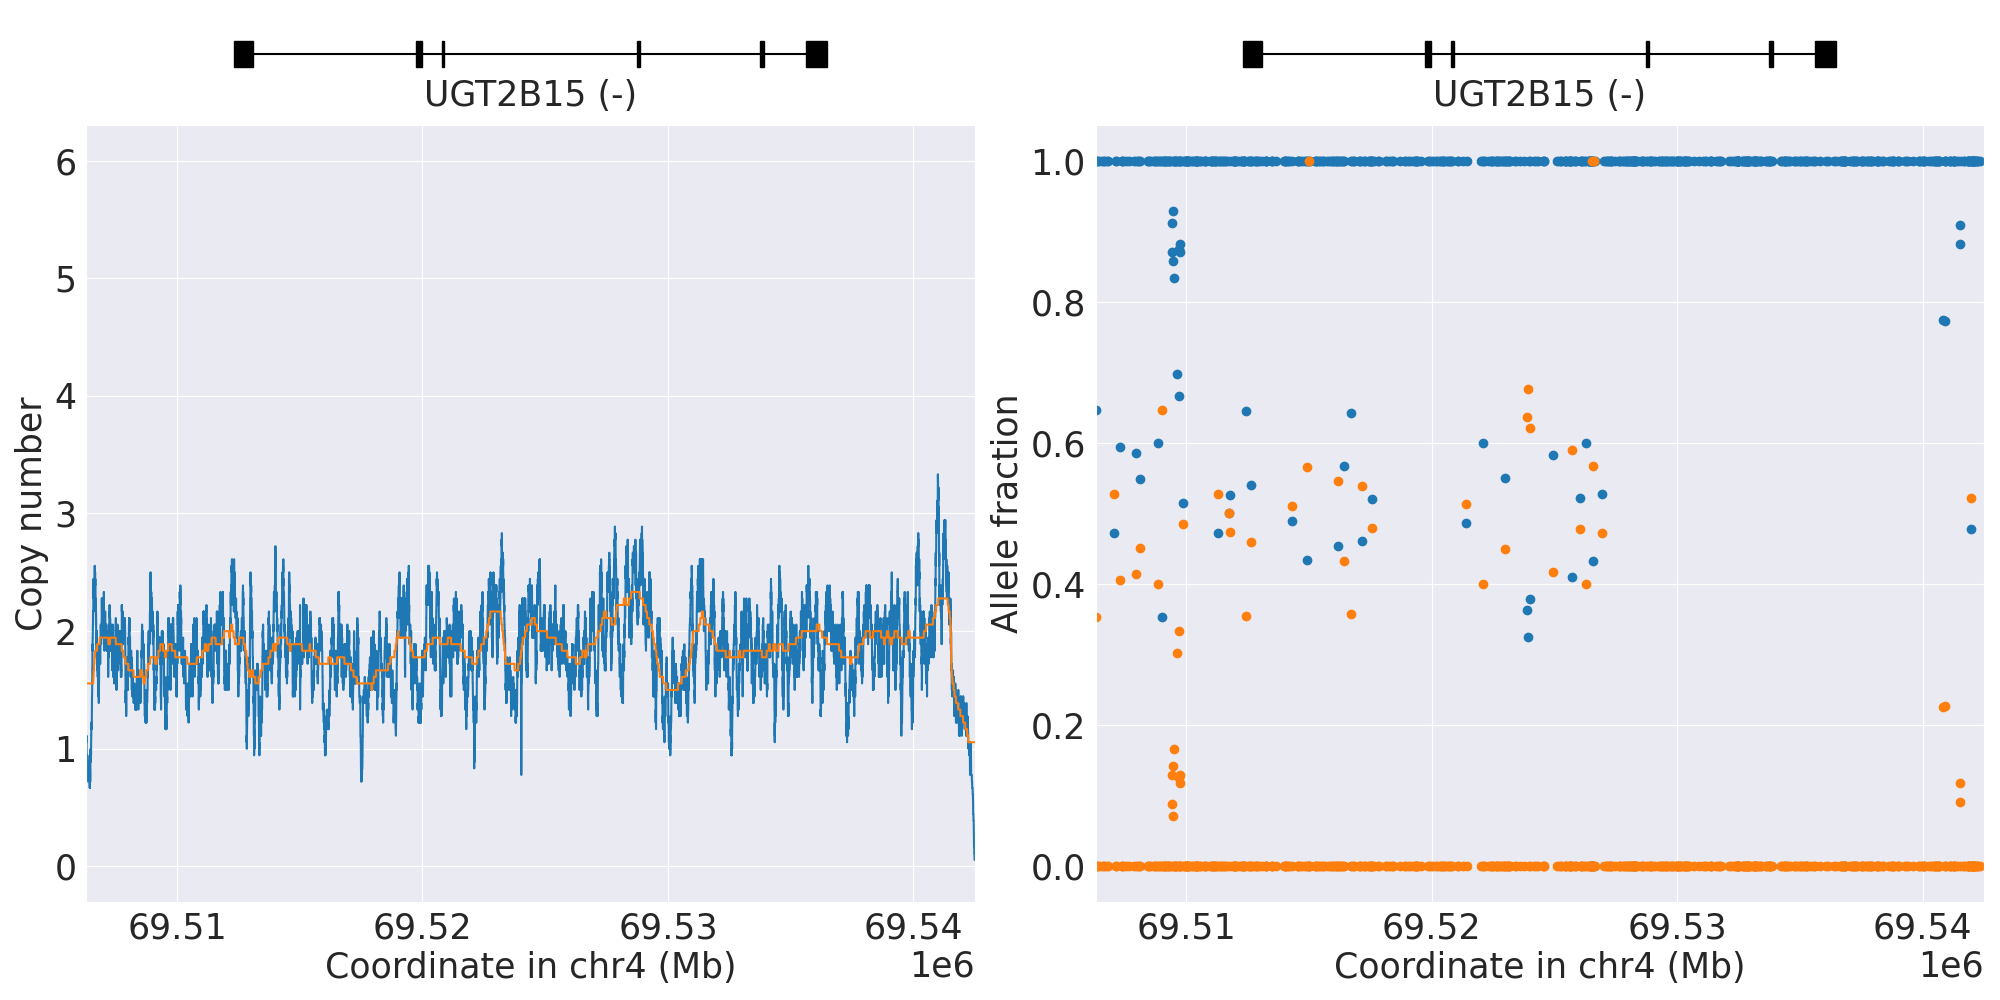 UGT2B15 (-)
UGT2B15 (-)
Copy number
6
5
4
3
2
1
0
69.51 69.52 69.53 69.54
Coordinate in chr4 (Mb) 1e6
Allele fraction
1.0
0.8
0.6
0.4
0.2
0.0
69.51 69.52 69.53 69.54
Coordinate in chr4 (Mb) 1e6